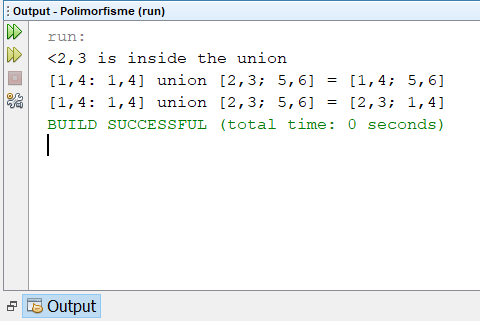 Output - Polimorfisme (run)
run:
<2,3 is inside the union
[1,4: 1,4] union [2,3; 5,6] = [1,4; 5,6]
[1,4: 1,4] union [2,3; 5,6] = [2,3; 1,4]
BUILD SUCCESSFUL (total time: 0 seconds)
Output